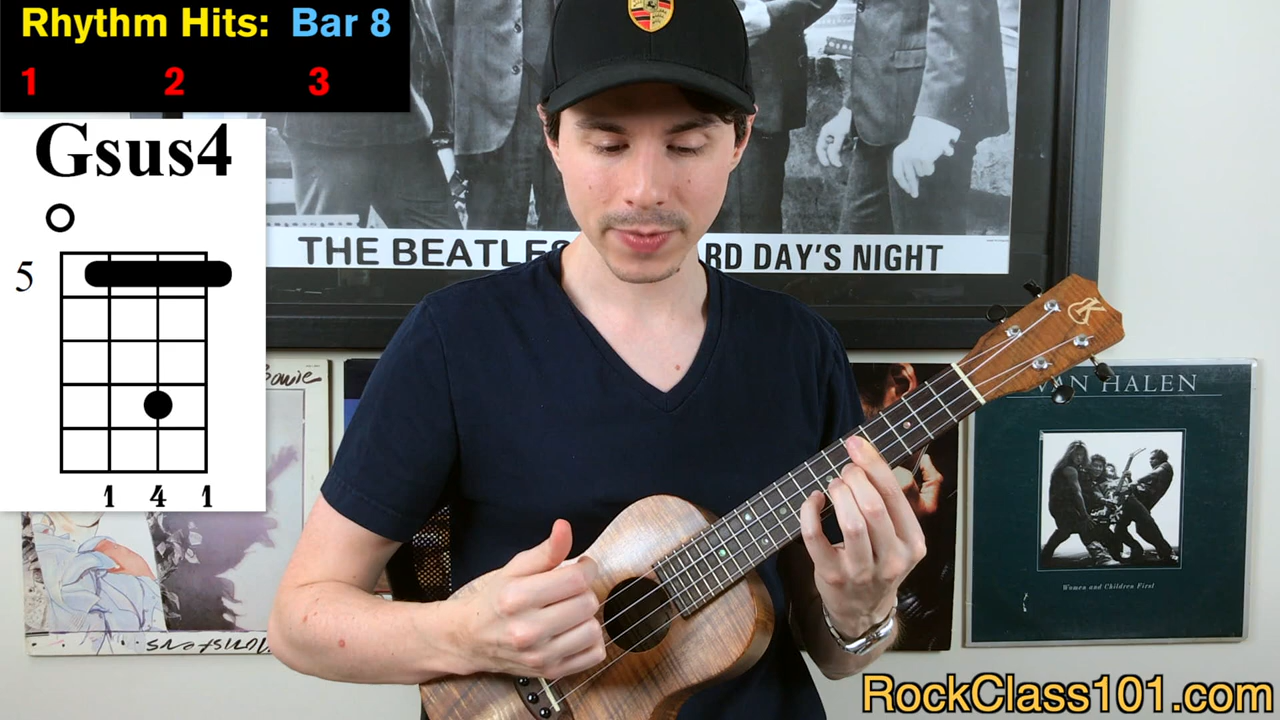 Rhythm Hits: Bar 8
1 2 3
Gsus4
5
1 4 1
THE BEATLES
RD DAY'S NIGHT
Bowie
VAN HALEN
Women and Children First
RockClass101.com